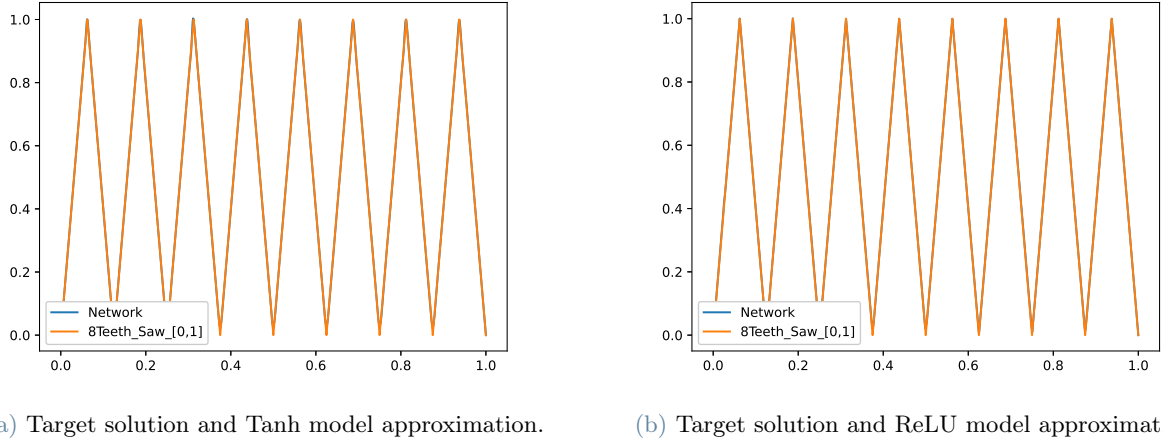 1.0
0.8
0.6
0.4
0.2
0.0
Network
8Teeth_Saw_[0,1]
0.0 0.2 0.4 0.6 0.8 1.0
a) Target solution and Tanh model approximation.
1.0
0.8
0.6
0.4
0.2
0.0
Network
8Teeth_Saw_[0,1]
0.0 0.2 0.4 0.6 0.8 1.0
(b) Target solution and ReLU model approximat